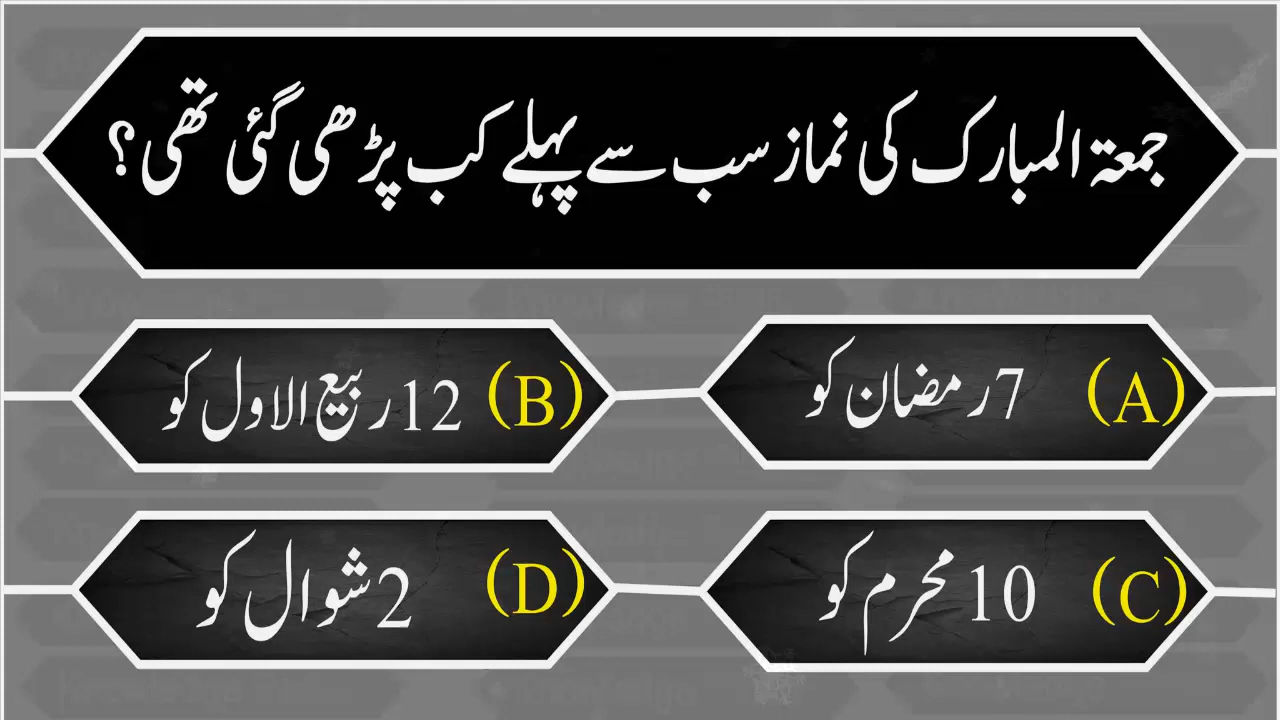 جمعۃ المبارک کی نماز سب سے پہلے کب پڑھی گئی تھی؟
(A) 7 رمضان کو
(B) 12 ربیع الاول کو
(C) 10 محرم کو
(D) 2 شوال کو